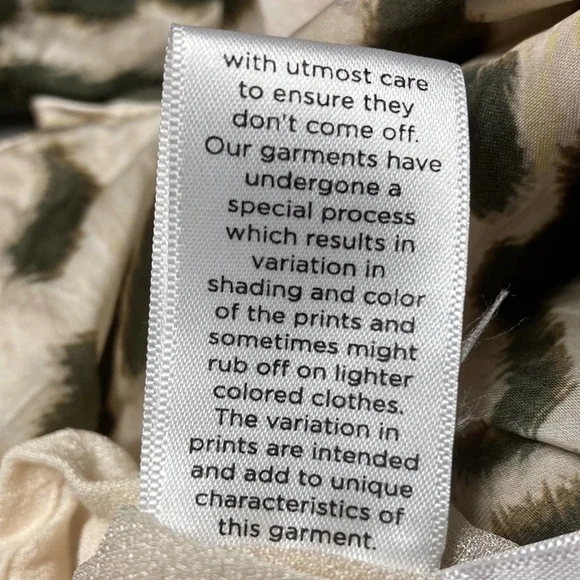 with utmost care
to ensure they
don't come off.
Our garments have
undergone a
special process
which results in
variation in
shading and color
of the prints and
sometimes might
rub off on lighter
colored clothes.
The variation in
prints are intended
and add to unique
characteristics of
this garment.